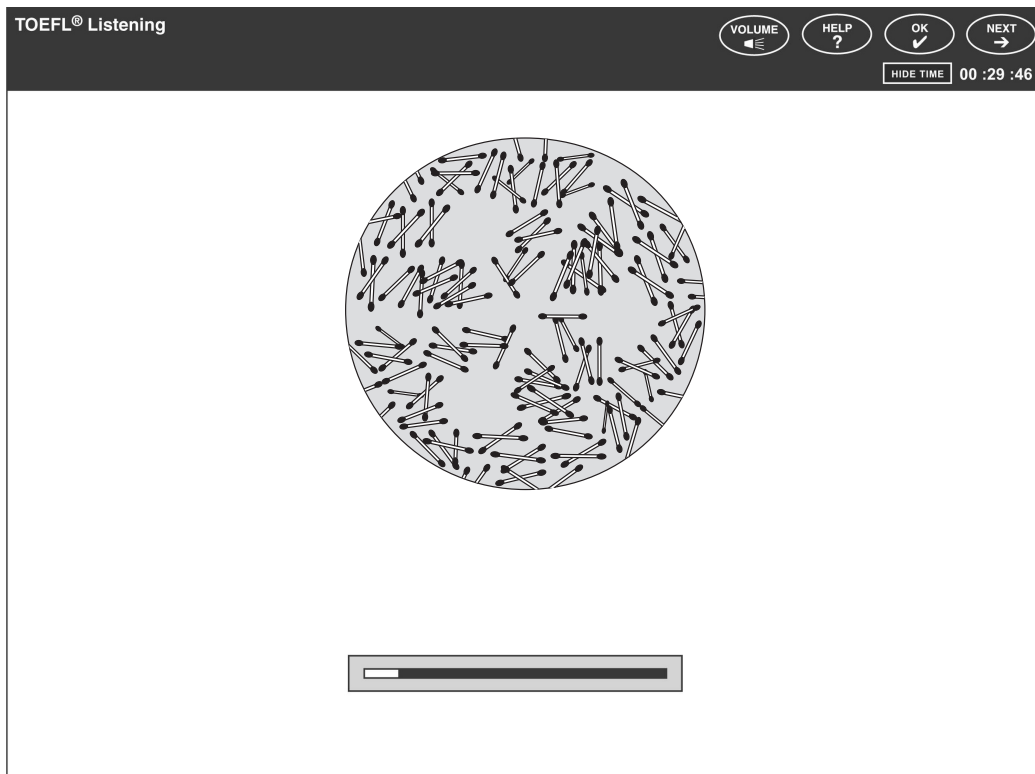 TOEFL® Listening
VOLUME
HELP
?
OK
NEXT
HIDE TIME 00 :29 :46